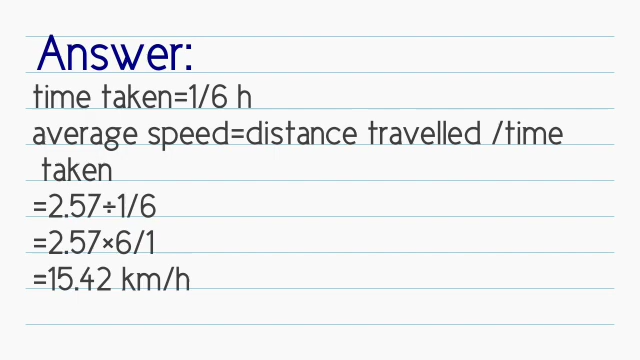 Answer:
time taken=1/6 h
average speed=distance travelled /time
taken
=2.57÷1/6
=2.57×6/1
=15.42 km/h